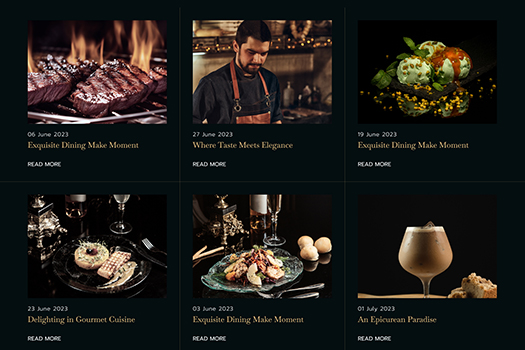 06 June 2023
Exquisite Dining Make Moment
READ MORE
27 June 2023
Where Taste Meets Elegance
READ MORE
19 June 2023
Exquisite Dining Make Moment
READ MORE
23 June 2023
Delighting in Gourmet Cuisine
READ MORE
03 June 2023
Exquisite Dining Make Moment
READ MORE
01 July 2023
An Epicurean Paradise
READ MORE